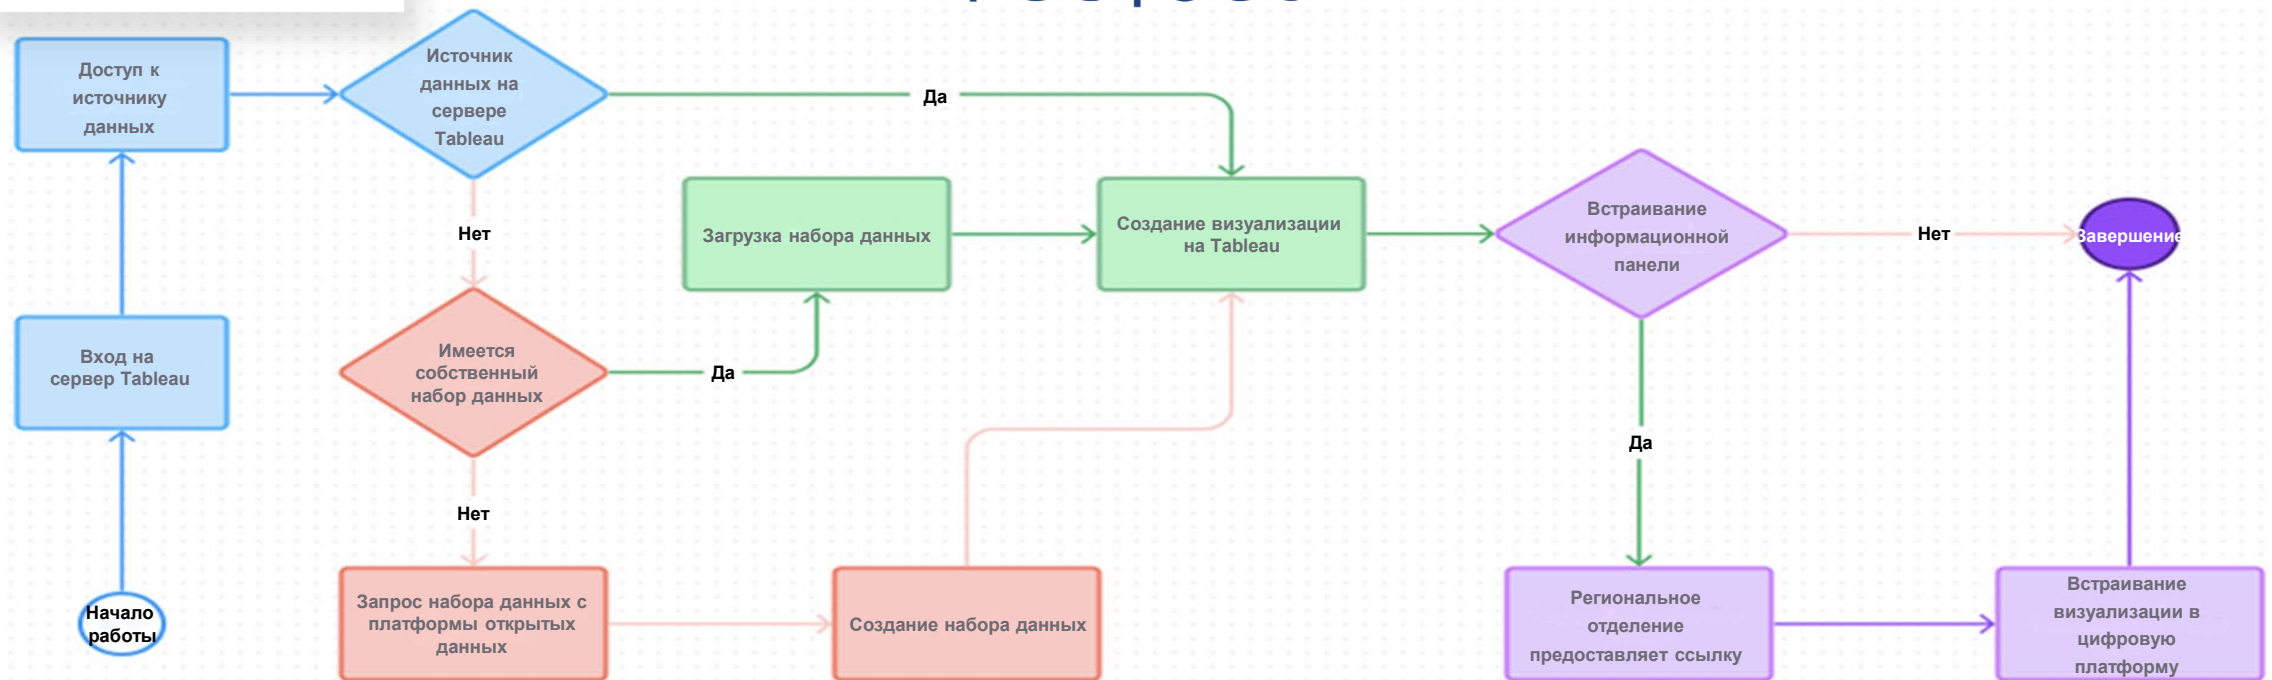 Доступ к
источнику
данных
Источник
данных на
сервере
Tableau
Да
Нет
Загрузка набора данных
Создание визуализации
на Tableau
Встраивание
информационной
панели
Нет
Завершение
Вход на
сервер Tableau
Имеется
собственный
набор данных
Да
Да
Нет
Начало
работы
Запрос набора данных с
платформы открытых
данных
Создание набора данных
Региональное
отделение
предоставляет ссылку
Встраивание
визуализации в
цифровую
платформу